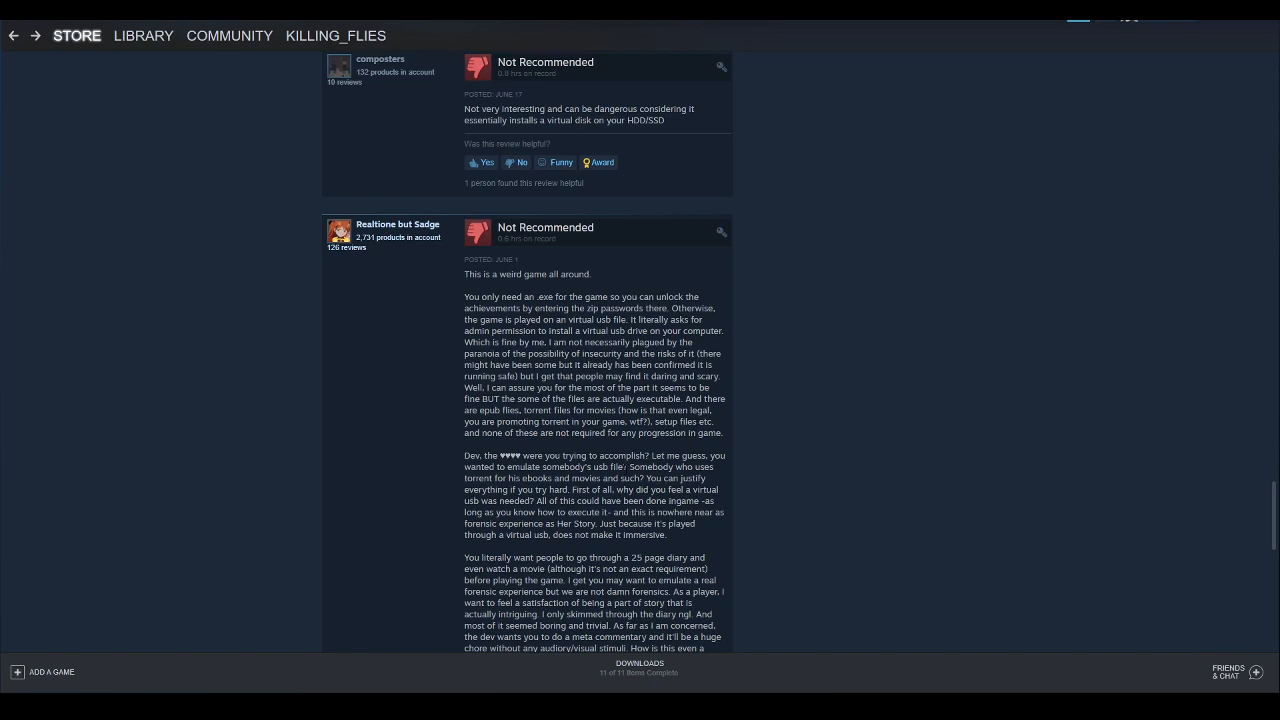 STORE LIBRARY COMMUNITY KILLING_FLIES
composters
132 products in account
10 reviews
Not Recommended
0.8 hrs on record
POSTED: JUNE 17
Not very interesting and can be dangerous considering it
essentially installs a virtual disk on your HDD/SSD
Was this review helpful?
Yes No Funny Award
1 person found this review helpful
Realtione but Sadge
2,731 products in account
126 reviews
Not Recommended
0.6 hrs on record
POSTED: JUNE 1
This is a weird game all around.
You only need an .exe for the game so you can unlock the
achievements by entering the zip passwords there. Otherwise,
the game is played on an virtual usb file. It literally asks for
admin permission to install a virtual usb drive on your computer.
Which is fine by me, I am not necessarily plagued by the
paranoia of the possibility of insecurity and the risks of it (there
might have been some but it already has been confirmed it is
running safe) but I get that people may find it daring and scary.
Well, I can assure you for the most of the part it seems to be
fine BUT the some of the files are actually executable. And there
are epub flies, torrent files for movies (how is that even legal,
you are promoting torrent in your game, wtf?), setup files etc.
and none of these are not required for any progression in game.
Dev, the ♥♥♥♥ were you trying to accomplish? Let me guess, you
wanted to emulate somebody's usb file? Somebody who uses
torrent for his ebooks and movies and such? You can justify
everything if you try hard. First of all, why did you feel a virtual
usb was needed? All of this could have been done ingame -as
long as you know how to execute it- and this is nowhere near as
forensic experience as Her Story. Just because it's played
through a virtual usb, does not make it immersive.
You literally want people to go through a 25 page diary and
even watch a movie (although it's not an exact requirement)
before playing the game. I get you may want to emulate a real
forensic experience but we are not damn forensics. As a player, I
want to feel a satisfaction of being a part of story that is
actually intriguing. I only skimmed through the diary ngl. And
most of it seemed boring and trivial. As far as I am concerned,
the dev wants you to do a meta commentary and it'll be a huge
chore without any audiory/visual stimuli. How is this even a
ADD A GAME
DOWNLOADS
11 of 11 Items Complete
FRIENDS
& CHAT